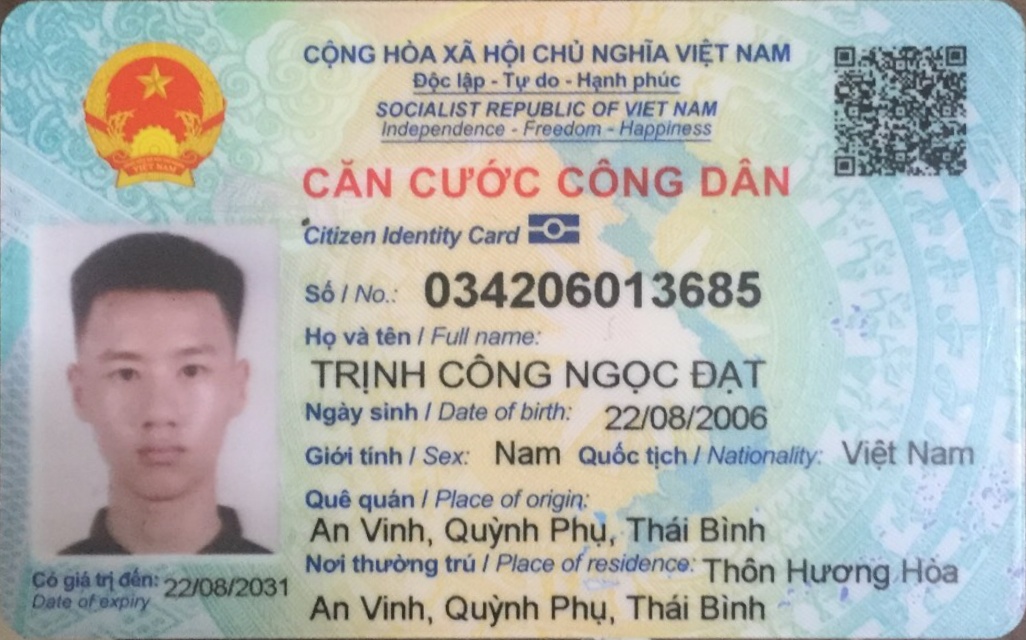 CỘNG HÒA XÃ HỘI CHỦ NGHĨA VIỆT NAM
Độc lập - Tự do - Hạnh phúc
SOCIALIST REPUBLIC OF VIET NAM
Independence - Freedom - Happiness
CĂN CƯỚC CÔNG DÂN
Citizen Identity Card
Số / No.: 034206013685
Họ và tên / Full name:
TRỊNH CÔNG NGỌC ĐẠT
Ngày sinh / Date of birth: 22/08/2006
Giới tính / Sex: Nam Quốc tịch / Nationality: Việt Nam
Quê quán / Place of origin:
An Vinh, Quỳnh Phụ, Thái Bình
Nơi thường trú / Place of residence: Thôn Hương Hòa
An Vinh, Quỳnh Phụ, Thái Bình
Có giá trị đến: 22/08/2031
Date of expiry
VIỆT NAM